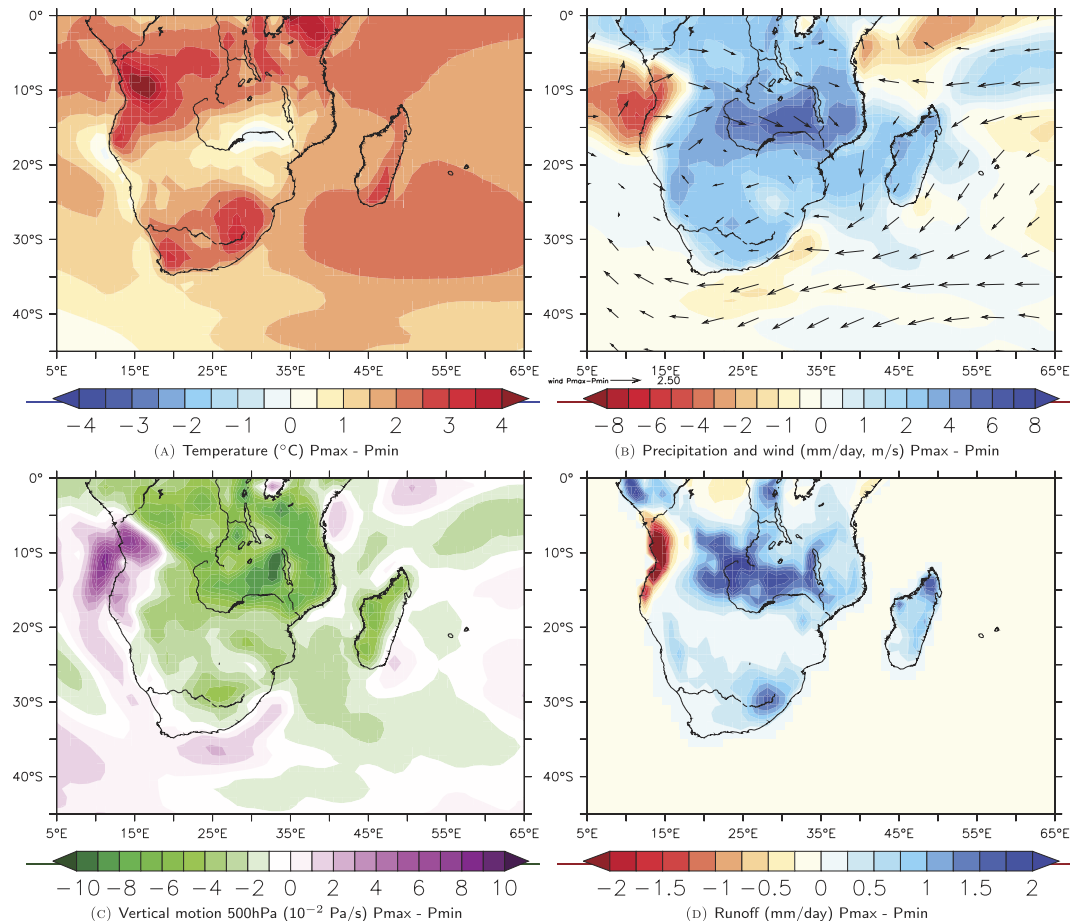 0°
10°S
20°S
30°S
40°S
5°E 15°E 25°E 35°E 45°E 55°E 65°E
−4 −3 −2 −1 0 1 2 3 4
(A) Temperature (°C) Pmax - Pmin
0°
10°S
20°S
30°S
40°S
5°E 15°E 25°E 35°E 45°E 55°E 65°E
wind Pmax−Pmin 2.50
−8 −6 −4 −2 −1 0 1 2 4 6 8
(B) Precipitation and wind (mm/day, m/s) Pmax - Pmin
0°
10°S
20°S
30°S
40°S
5°E 15°E 25°E 35°E 45°E 55°E 65°E
−10 −8 −6 −4 −2 0 2 4 6 8 10
(C) Vertical motion 500hPa (10⁻² Pa/s) Pmax - Pmin
0°
10°S
20°S
30°S
40°S
5°E 15°E 25°E 35°E 45°E 55°E 65°E
−2 −1.5 −1 −0.5 0 0.5 1 1.5 2
(D) Runoff (mm/day) Pmax - Pmin